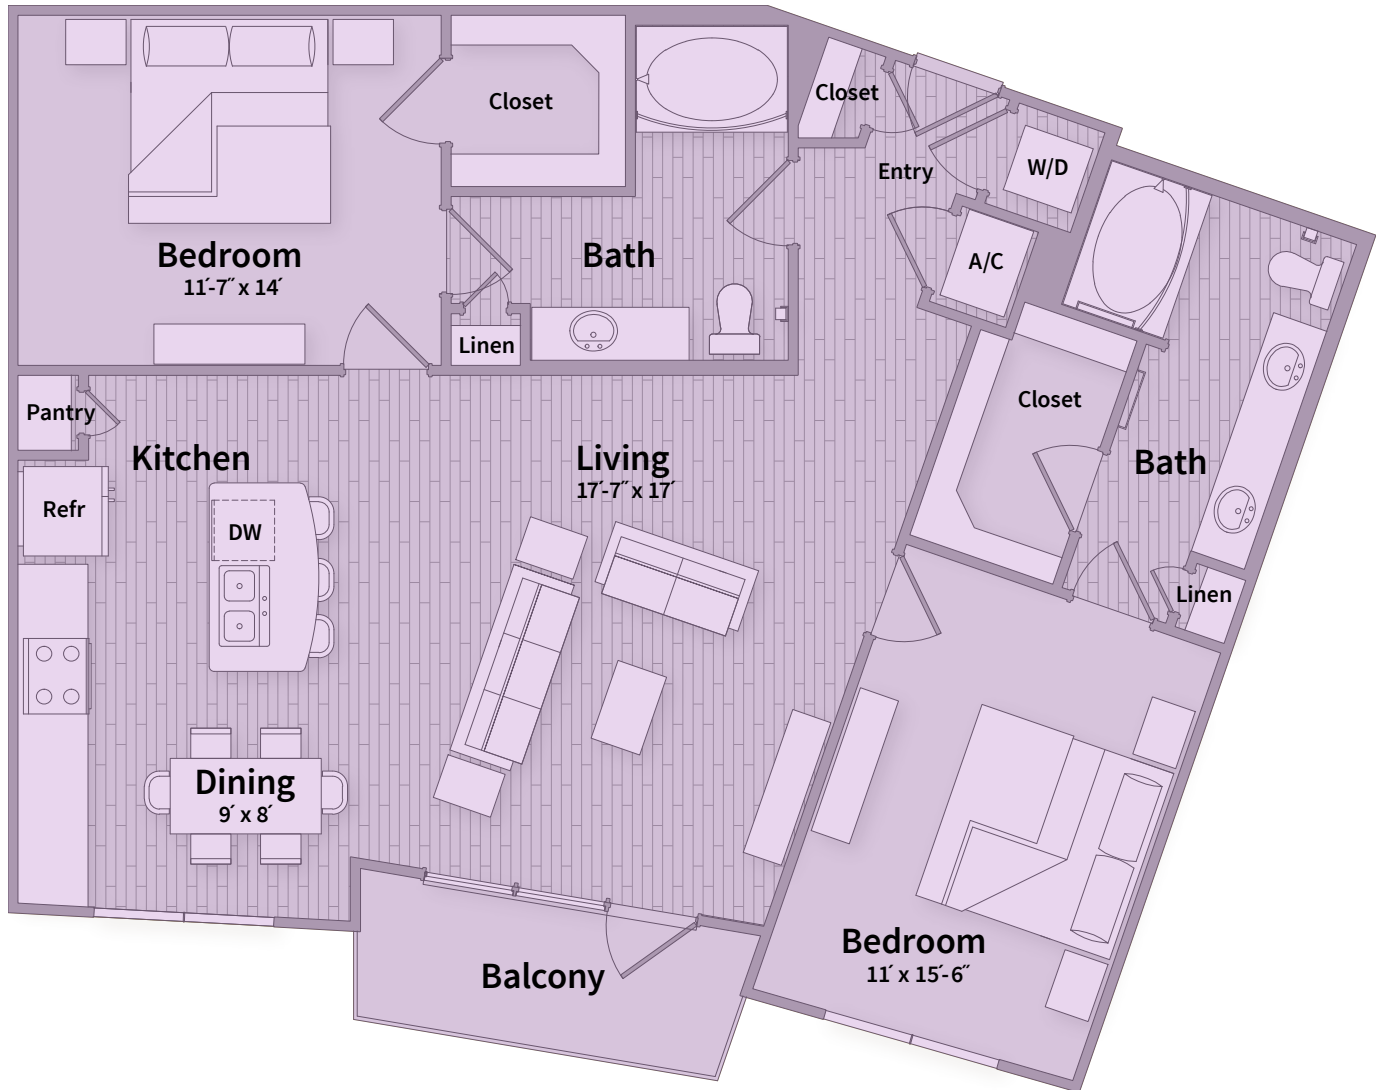 Closet
Closet
W/D
Entry
Bedroom
11´-7˝ x 14´
Bath
A/C
Linen
Closet
Pantry
Kitchen
Living
17´-7˝ x 17´
Bath
Refr
DW
Linen
Dining
9´ x 8´
Bedroom
11´ x 15´-6˝
Balcony